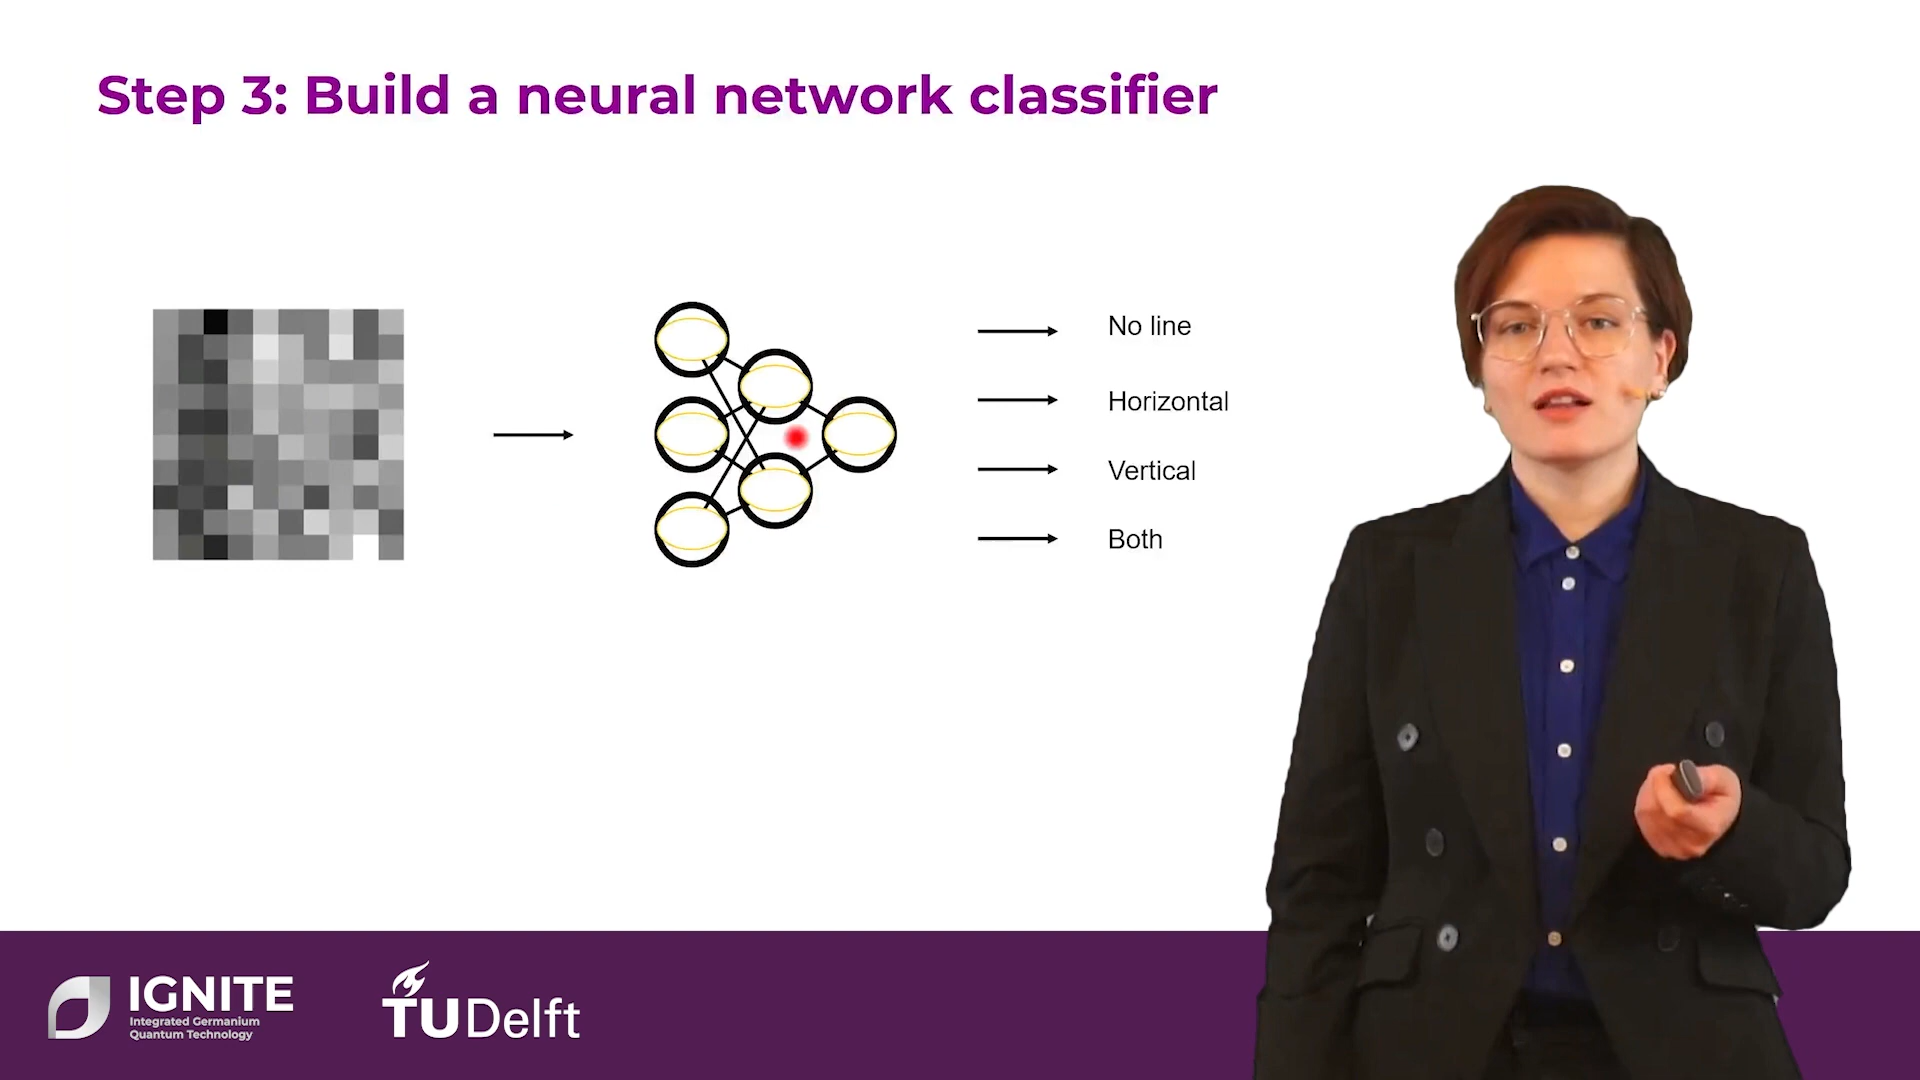 Step 3: Build a neural network classifier
No line
Horizontal
Vertical
Both
IGNITE
Integrated Germanium
Quantum Technology
TUDelft